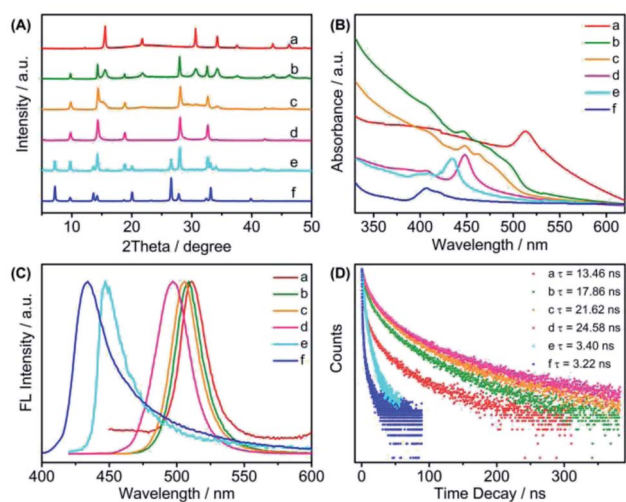 (A)
Intensity / a.u.
a
b
c
d
e
f
10 20 30 40 50
2Theta / degree
(B)
Absorbance / a.u.
a
b
c
d
e
f
350 400 450 500 550 600
Wavelength / nm
(C)
FL Intensity / a.u.
a
b
c
d
e
f
400 450 500 550 600
Wavelength / nm
(D)
Counts
a τ = 13.46 ns
b τ = 17.86 ns
c τ = 21.62 ns
d τ = 24.58 ns
e τ = 3.40 ns
f τ = 3.22 ns
0 100 200 300
Time Decay / ns